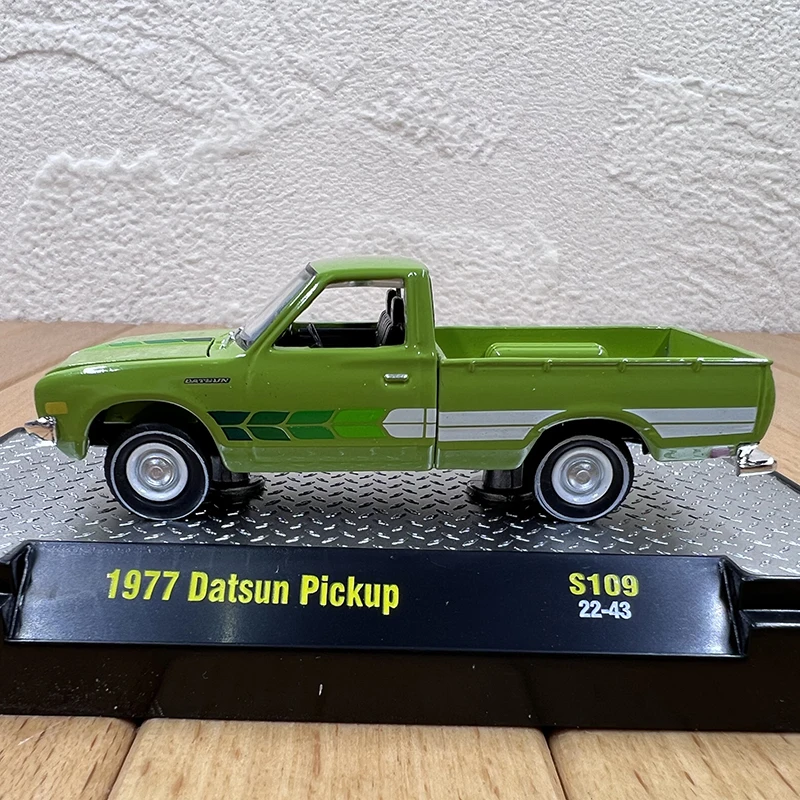 DATSUN
1977 Datsun Pickup
S109
22-43